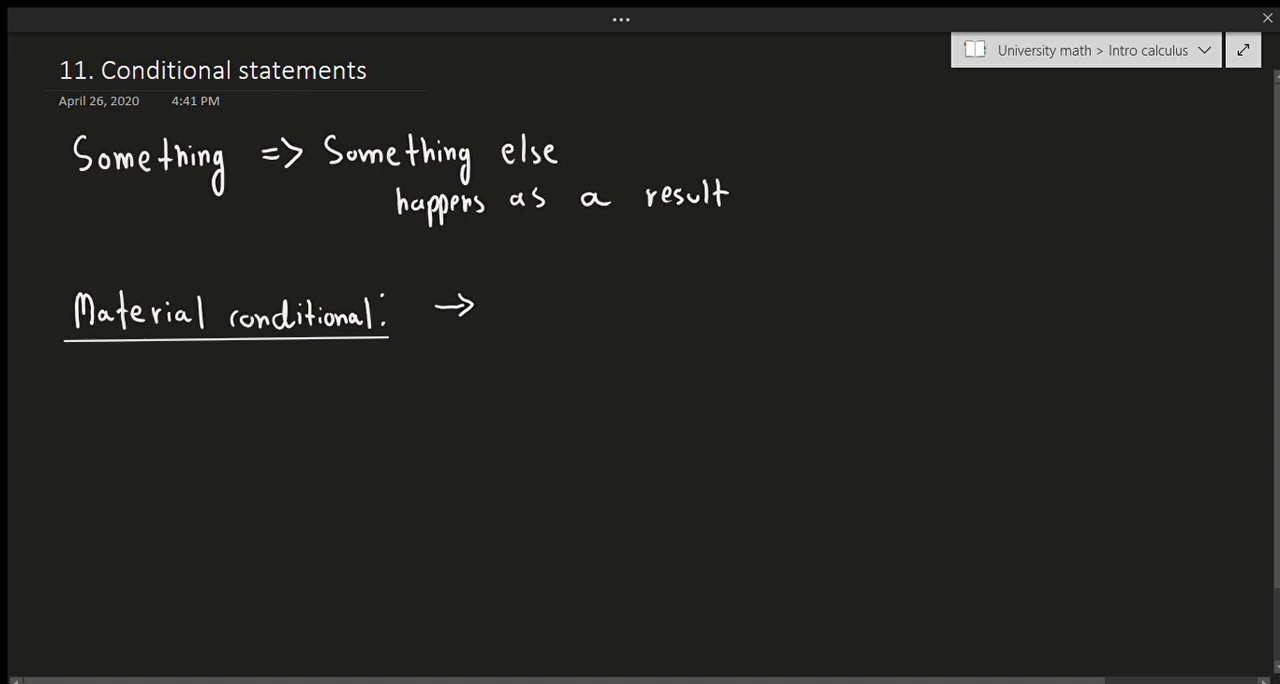 University math > Intro calculus
11. Conditional statements
April 26, 2020 4:41 PM
Something => Something else
happens as a result
Material conditional: →